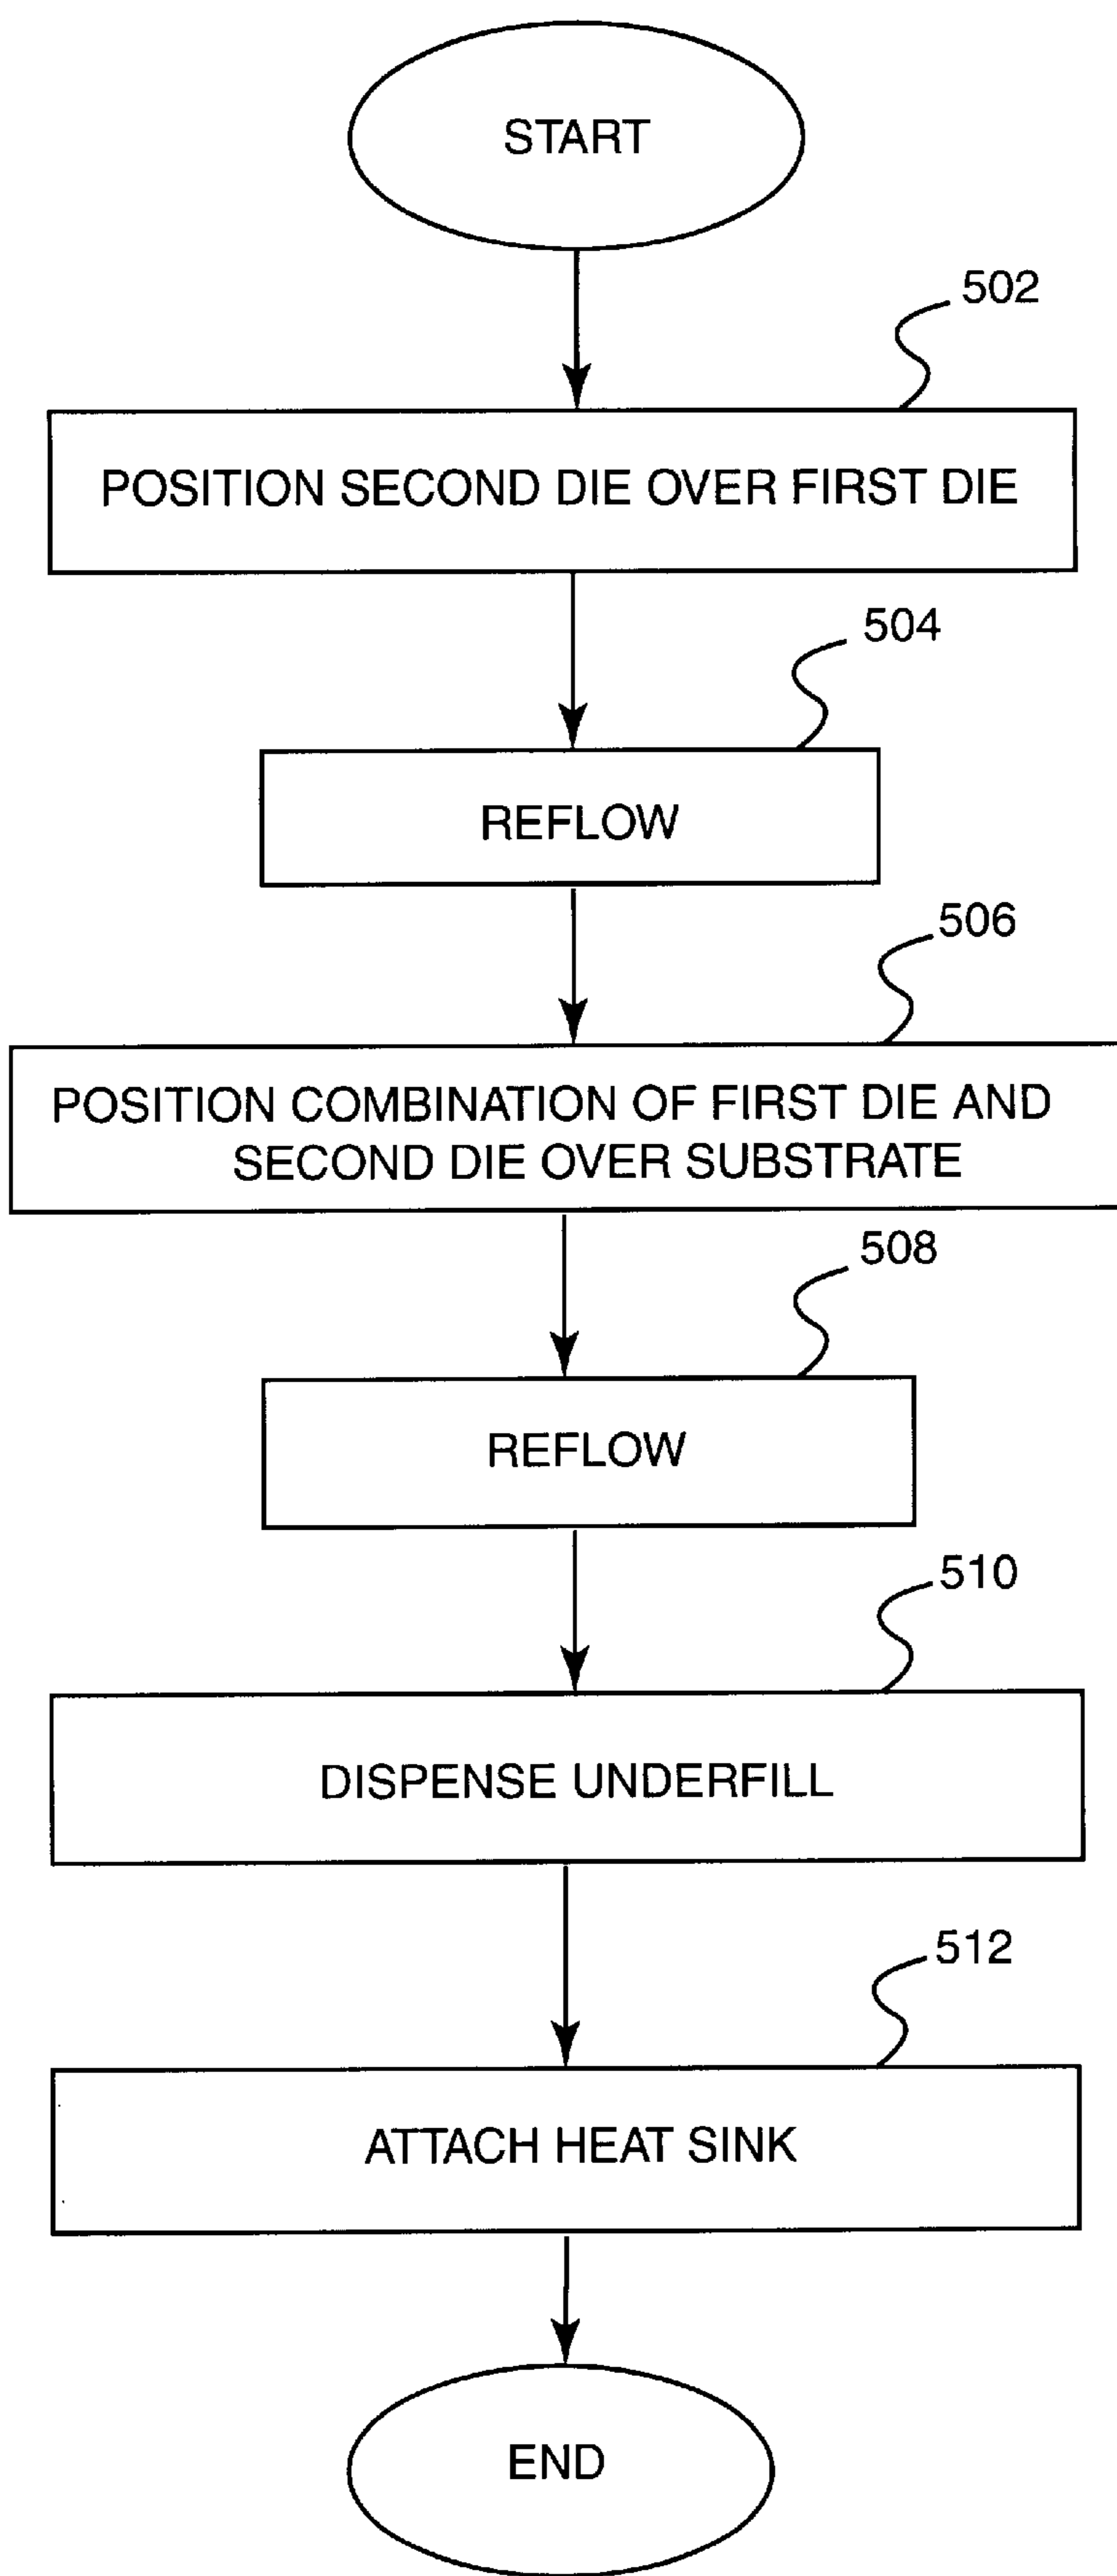 START
502
POSITION SECOND DIE OVER FIRST DIE
504
REFLOW
506
POSITION COMBINATION OF FIRST DIE AND
SECOND DIE OVER SUBSTRATE
508
REFLOW
510
DISPENSE UNDERFILL
512
ATTACH HEAT SINK
END